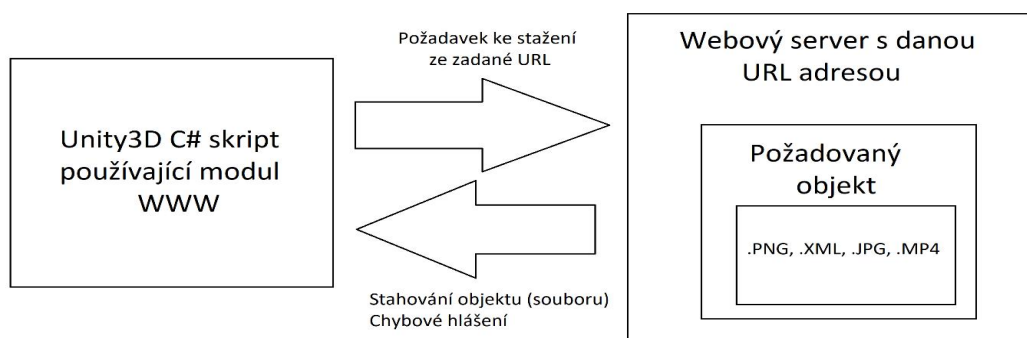 Unity3D C# skript
používající modul
WWW
Požadavek ke stažení
ze zadané URL
Stahování objektu (souboru)
Chybové hlášení
Webový server s danou
URL adresou
Požadovaný
objekt
.PNG, .XML, .JPG, .MP4